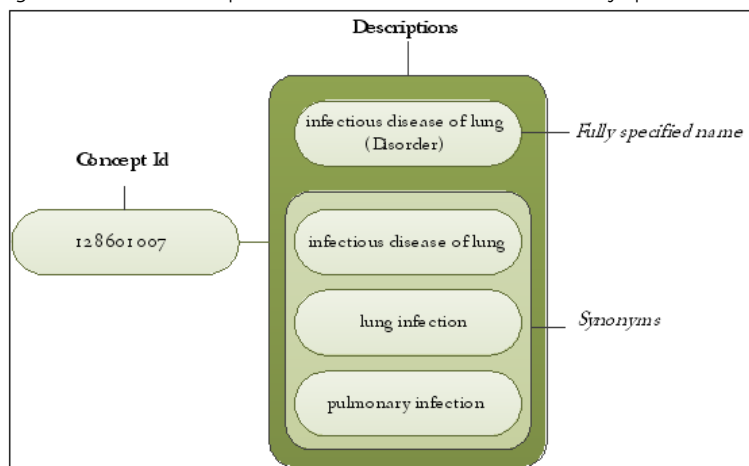 Descriptions
infectious disease of lung
(Disorder)
Fully specified name
Concept Id
128601007
infectious disease of lung
lung infection
Synonyms
pulmonary infection